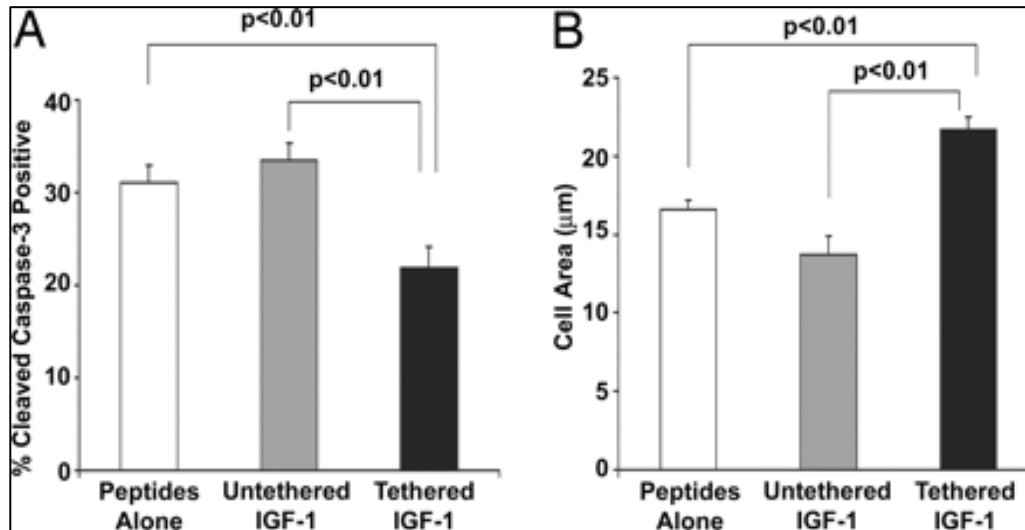 A
p<0.01
p<0.01
% Cleaved Caspase-3 Positive
40
30
20
10
0
Peptides Alone
Untethered IGF-1
Tethered IGF-1
B
p<0.01
p<0.01
Cell Area (μm)
25
20
15
10
5
0
Peptides Alone
Untethered IGF-1
Tethered IGF-1